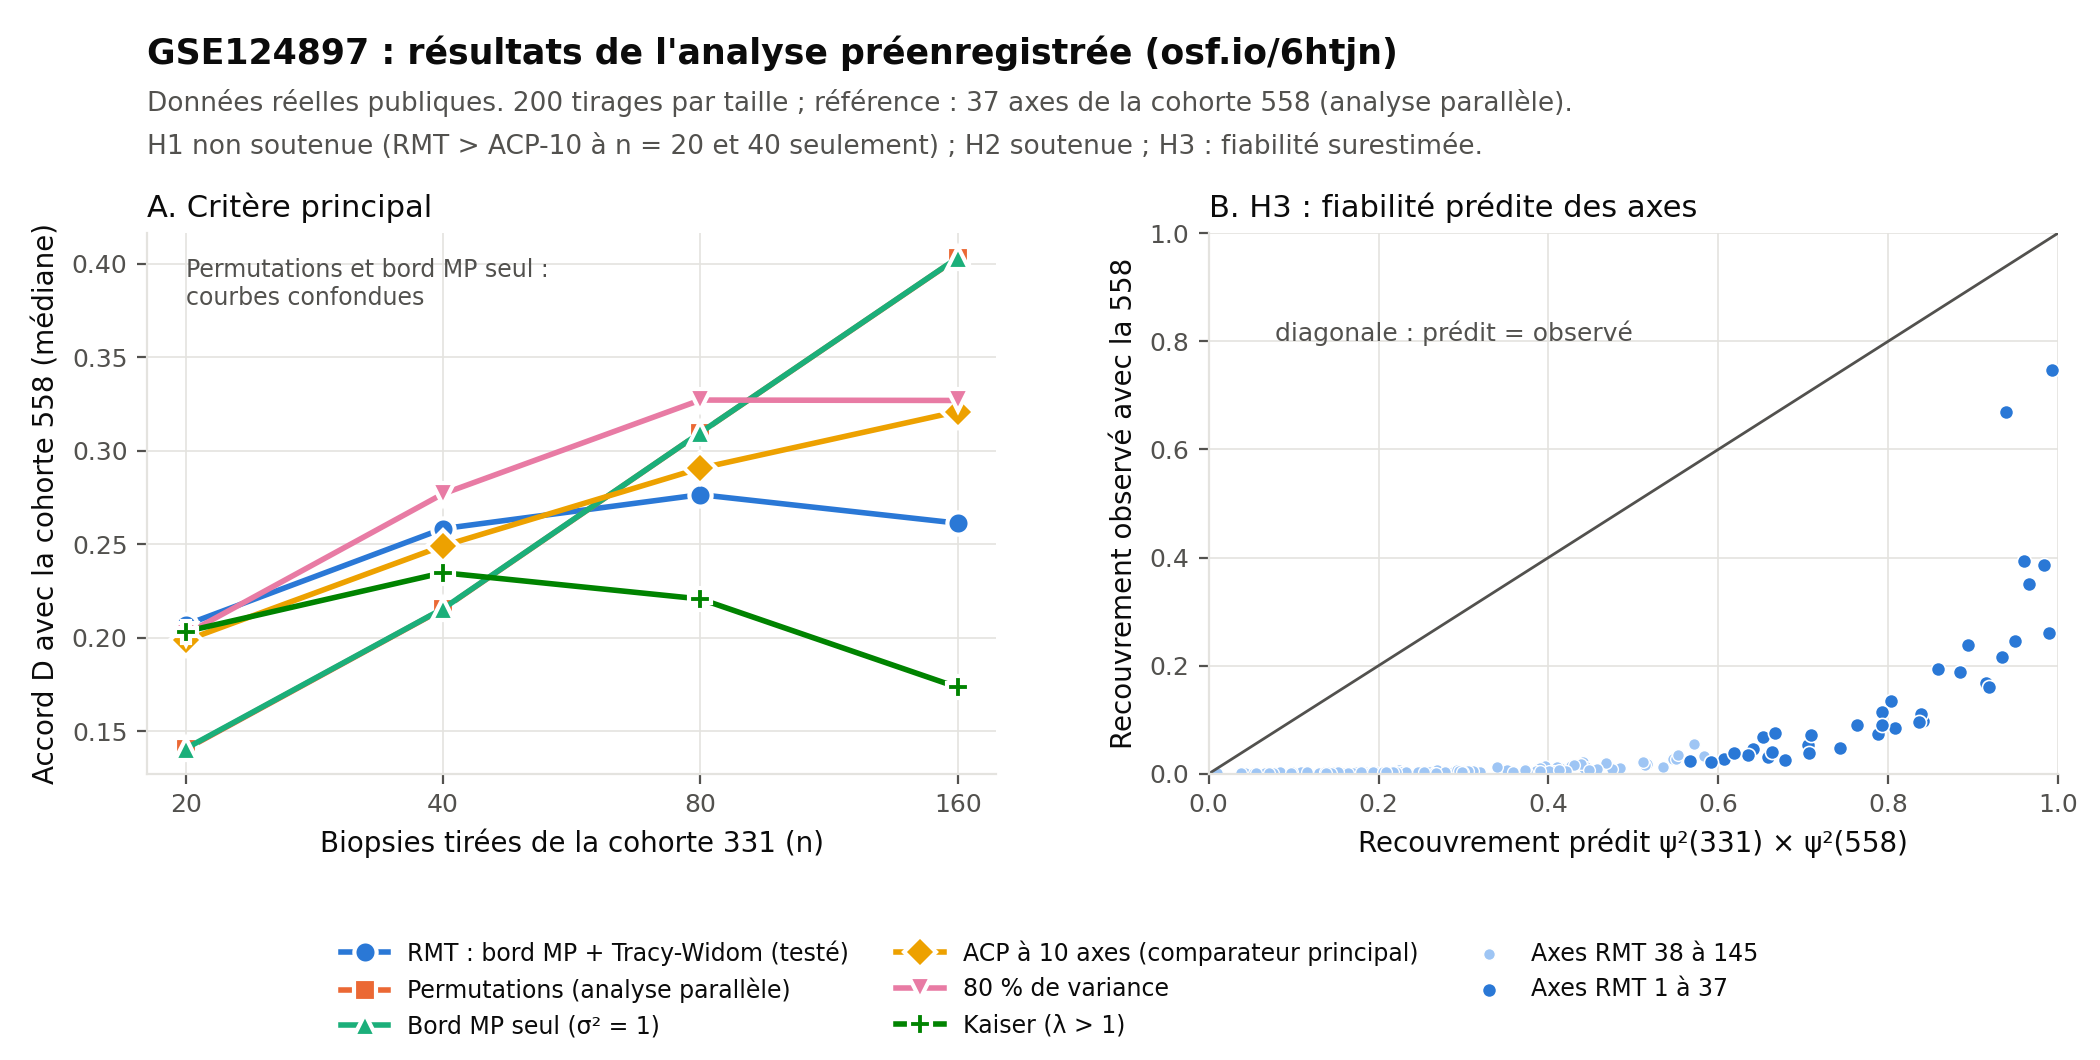 GSE124897 : résultats de l'analyse préenregistrée (osf.io/6htjn)
Données réelles publiques. 200 tirages par taille ; référence : 37 axes de la cohorte 558 (analyse parallèle).
H1 non soutenue (RMT > ACP-10 à n = 20 et 40 seulement) ; H2 soutenue ; H3 : fiabilité surestimée.
A. Critère principal
Accord D avec la cohorte 558 (médiane)
0.40
0.35
0.30
0.25
0.20
0.15
Permutations et bord MP seul :
courbes confondues
20
40
80
160
Biopsies tirées de la cohorte 331 (n)
B. H3 : fiabilité prédite des axes
Recouvrement observé avec la 558
1.0
0.8
0.6
0.4
0.2
0.0
diagonale : prédit = observé
0.0
0.2
0.4
0.6
0.8
1.0
Recouvrement prédit ψ²(331) × ψ²(558)
RMT : bord MP + Tracy-Widom (testé)
Permutations (analyse parallèle)
Bord MP seul (σ² = 1)
ACP à 10 axes (comparateur principal)
80 % de variance
Kaiser (λ > 1)
Axes RMT 38 à 145
Axes RMT 1 à 37